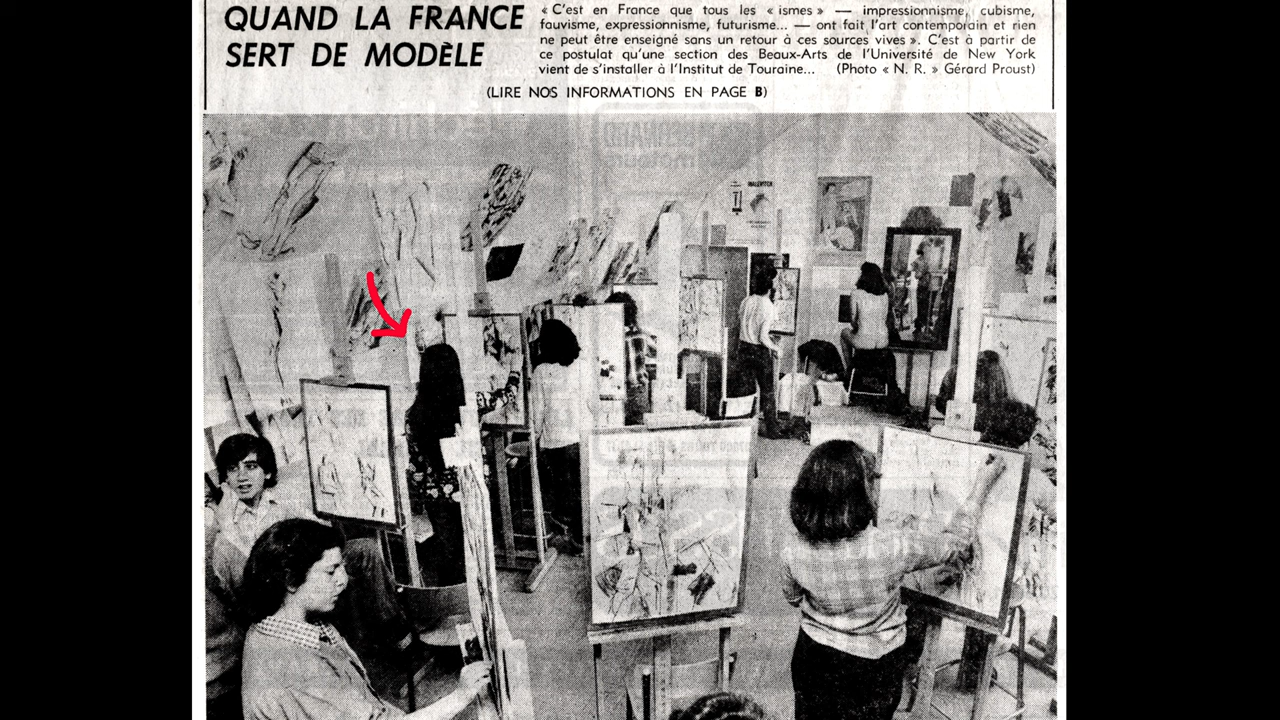 QUAND LA FRANCE
SERT DE MODÈLE
« C'est en France que tous les « ismes » — impressionnisme, cubisme,
fauvisme, expressionnisme, futurisme... — ont fait l'art contemporain et rien
ne peut être enseigné sans un retour à ces sources vives ». C'est à partir de
ce postulat qu'une section des Beaux-Arts de l'Université de New York
vient de s'installer à l'Institut de Touraine... (Photo « N. R. » Gérard Proust)
(LIRE NOS INFORMATIONS EN PAGE B)